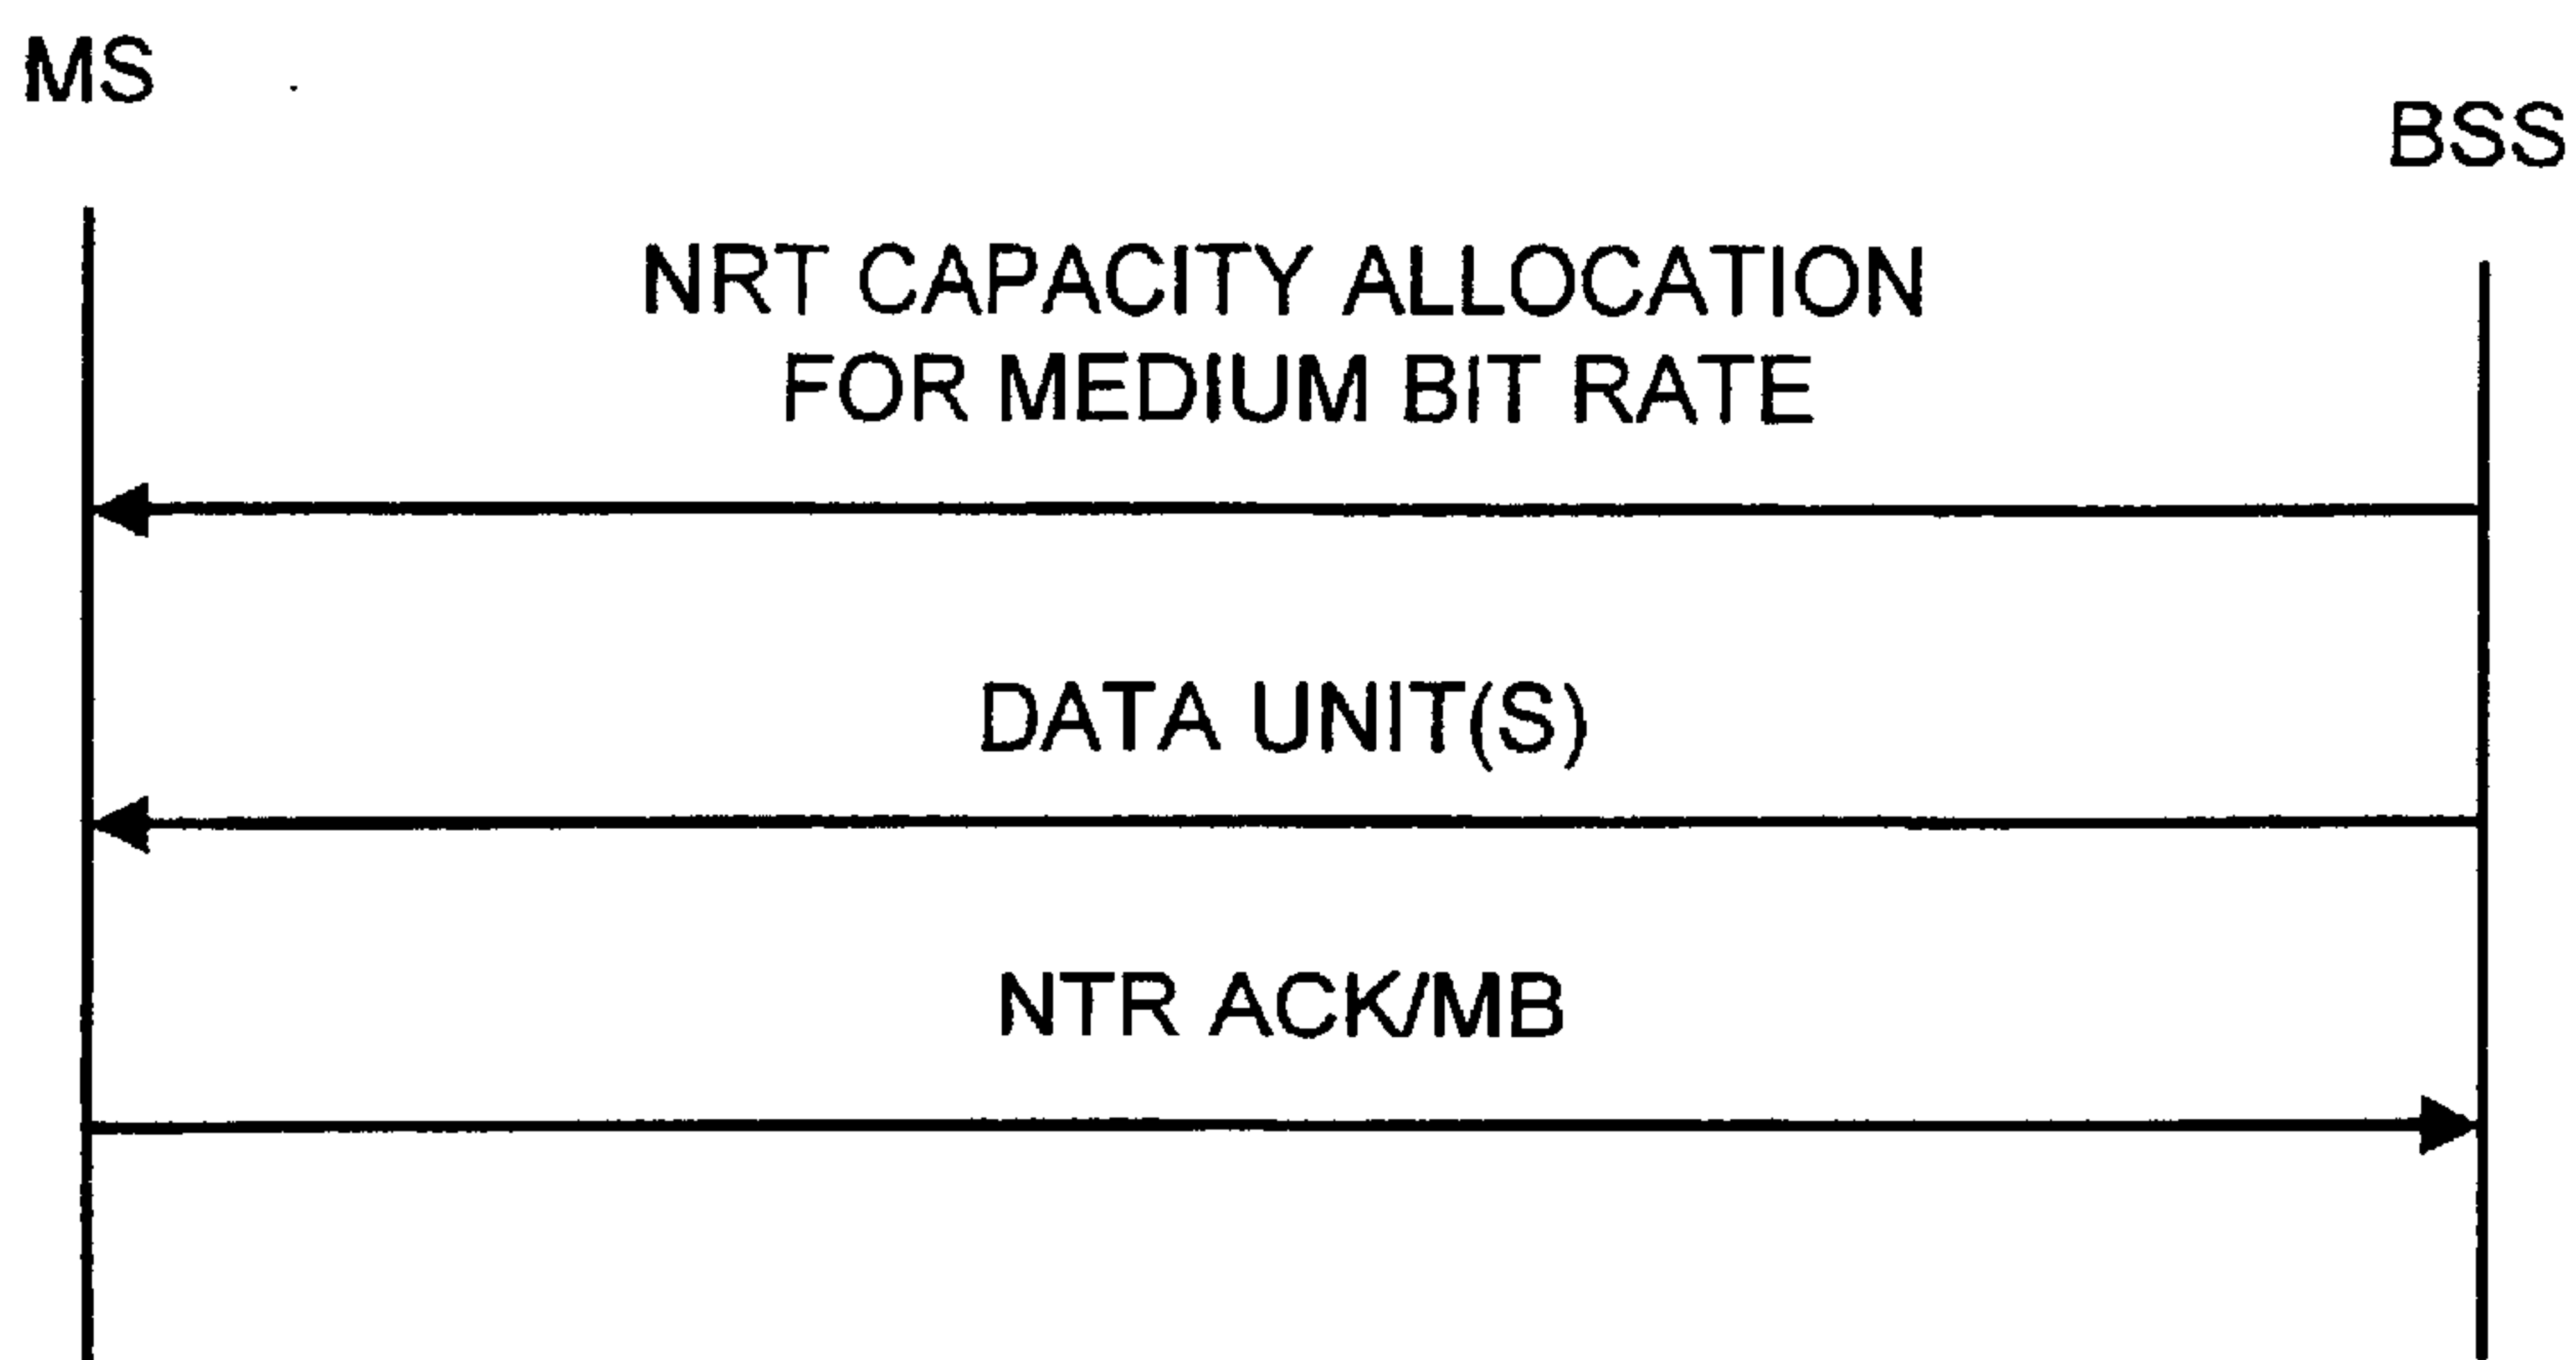 MS
BSS
NRT CAPACITY ALLOCATION
FOR MEDIUM BIT RATE
DATA UNIT(S)
NTR ACK/MB